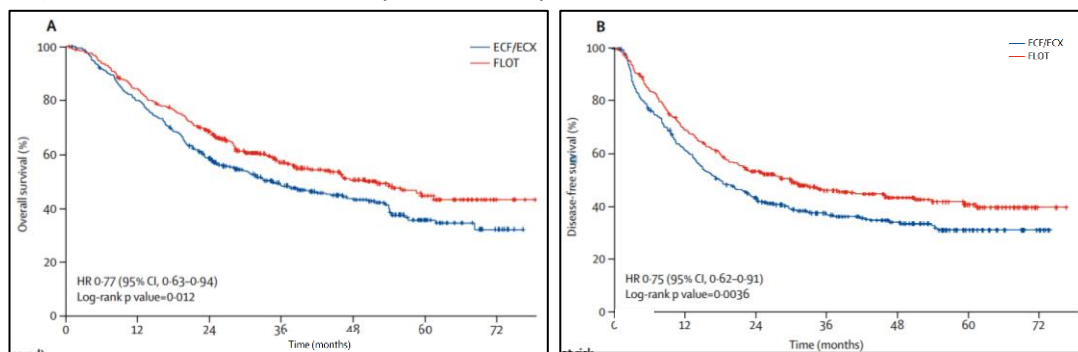 A
ECF/ECX
FLOT
100
80
60
40
20
0
Overall survival (%)
HR 0·77 (95% CI, 0·63–0·94)
Log-rank p value=0·012
0 12 24 36 48 60 72
Time (months)
B
ECF/ECX
FLOT
100
80
60
40
20
0
Disease-free survival (%)
HR 0·75 (95% CI, 0·62–0·91)
Log-rank p value=0·0036
12 24 36 48 60 72
Time (months)